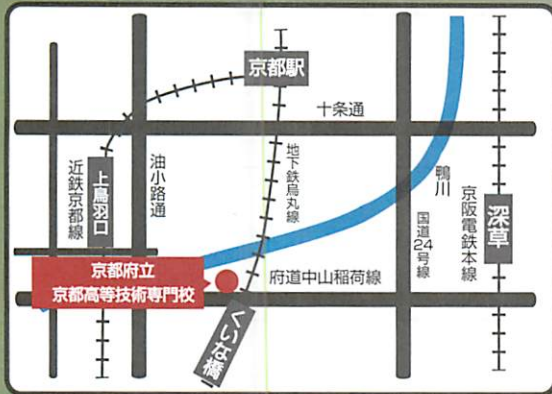 京都駅
十条通
近鉄京都線
上鳥羽口
油小路通
地下鉄烏丸線
鴨川
国道24号線
京阪電鉄本線
深草
京都府立
京都高等技術専門校
府道中山稲荷線
くいな橋